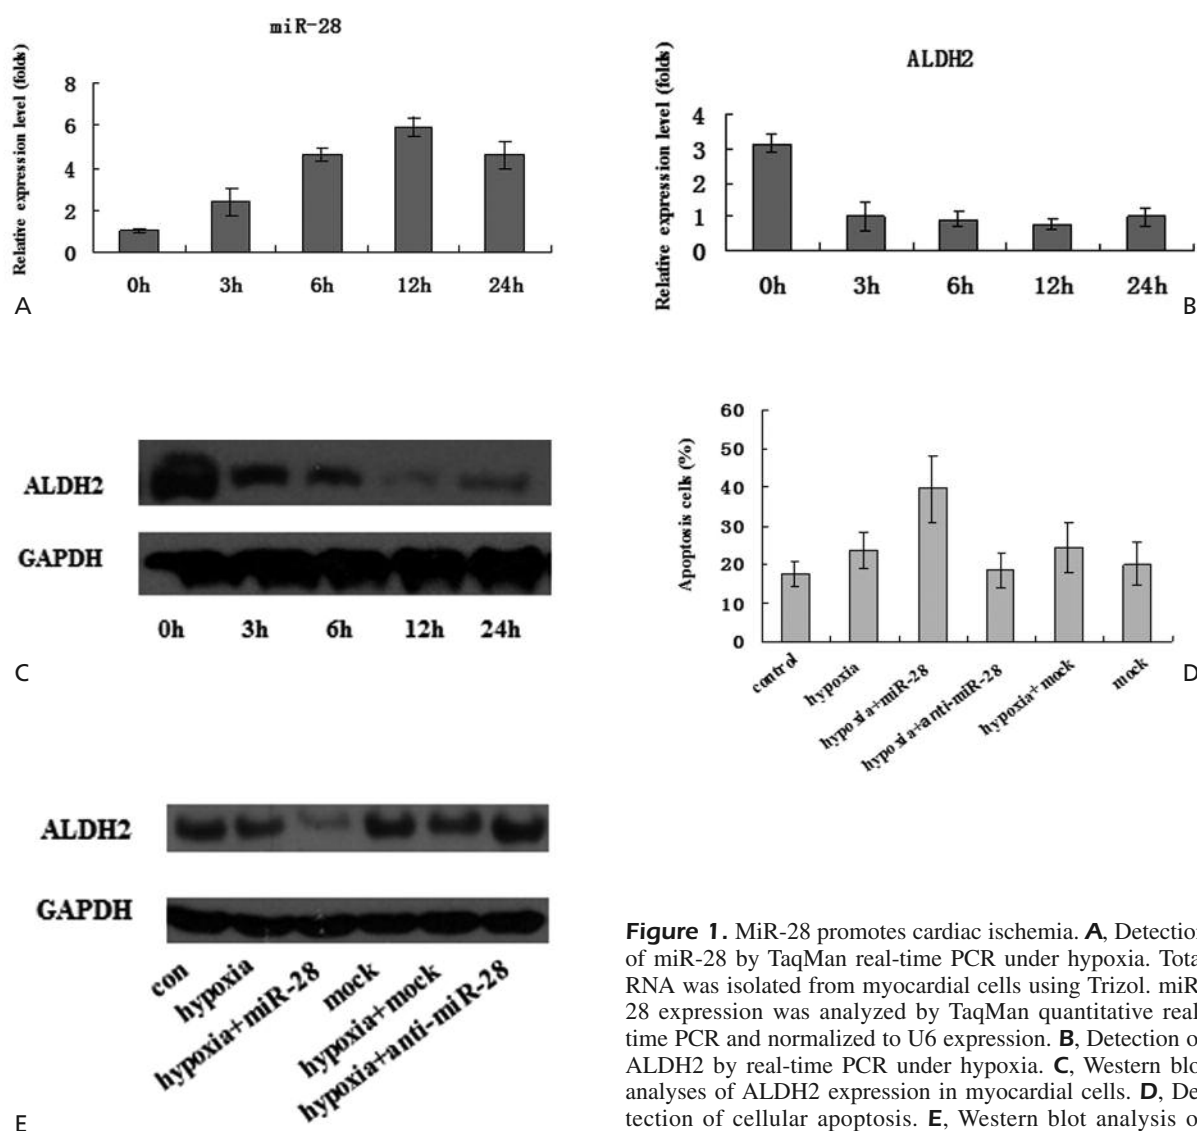 miR-28
Relative expression level (folds)
8
6
4
2
0
0h 3h 6h 12h 24h
A
ALDH2
Relative expression level (folds)
4
3
2
1
0
0h 3h 6h 12h 24h
B
ALDH2
GAPDH
0h 3h 6h 12h 24h
C
Apoptosis cells (%)
60
50
40
30
20
10
0
control
hypoxia
hypoxia+miR-28
hypoxia+anti-miR-28
hypoxia+mock
mock
D
ALDH2
GAPDH
con
hypoxia
hypoxia+miR-28
mock
hypoxia+mock
hypoxia+anti-miR-28
E
Figure 1. MiR-28 promotes cardiac ischemia. A, Detection
of miR-28 by TaqMan real-time PCR under hypoxia. Tota
RNA was isolated from myocardial cells using Trizol. miR
28 expression was analyzed by TaqMan quantitative real
time PCR and normalized to U6 expression. B, Detection o
ALDH2 by real-time PCR under hypoxia. C, Western blo
analyses of ALDH2 expression in myocardial cells. D, De
tection of cellular apoptosis. E, Western blot analysis o